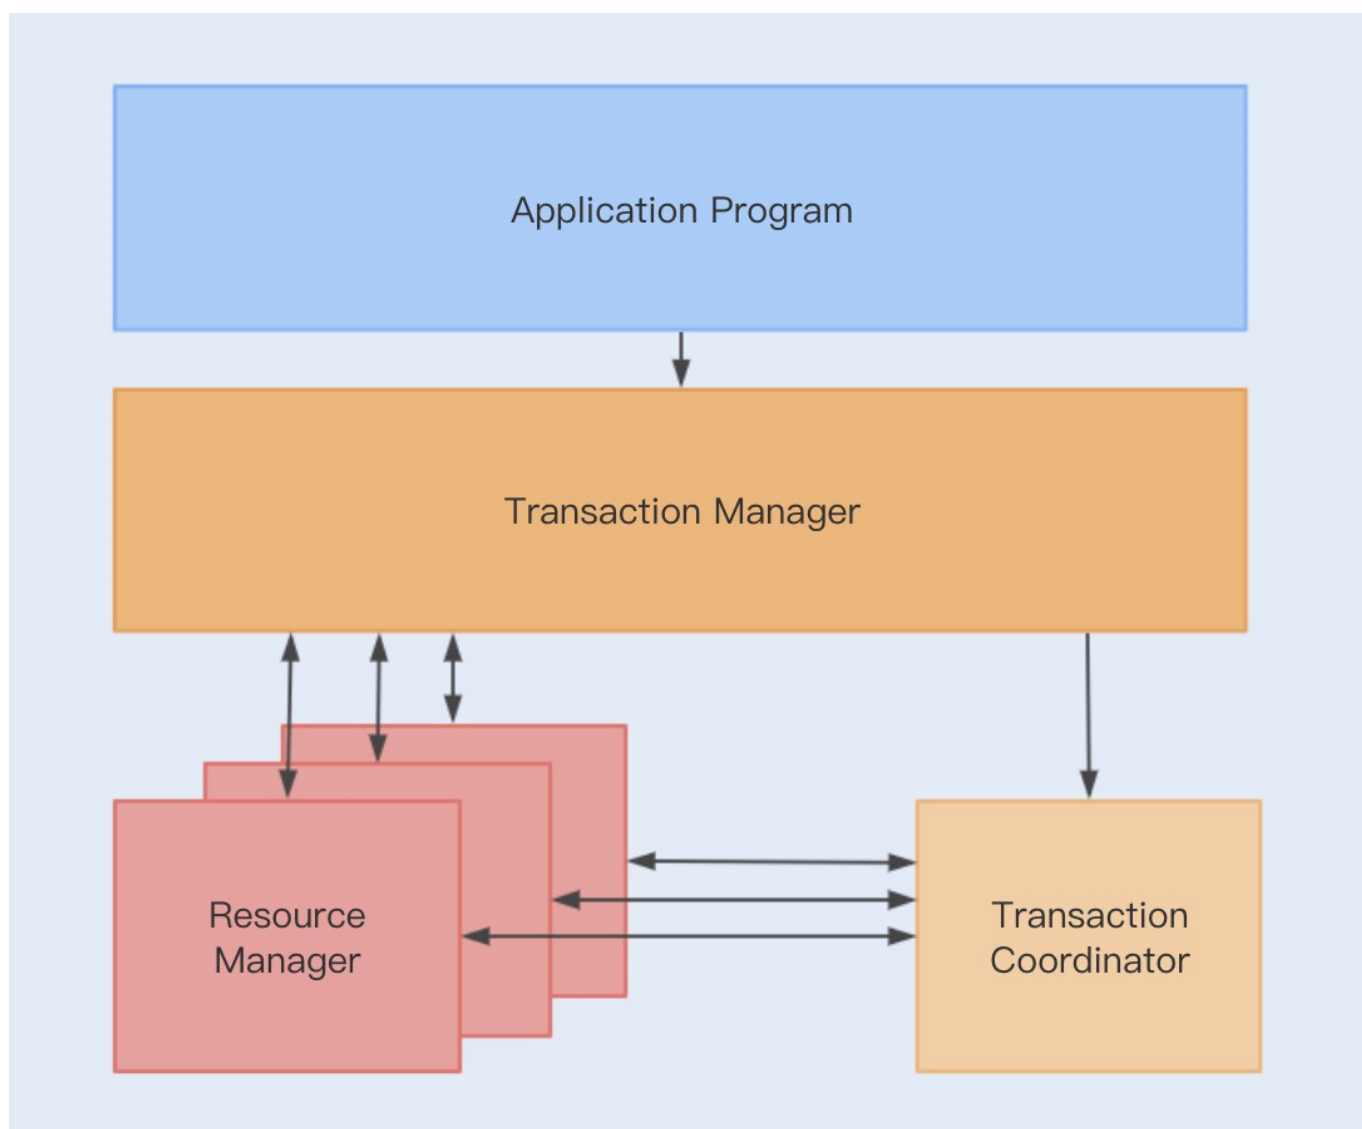 Application Program
Transaction Manager
Resource
Manager
Transaction
Coordinator